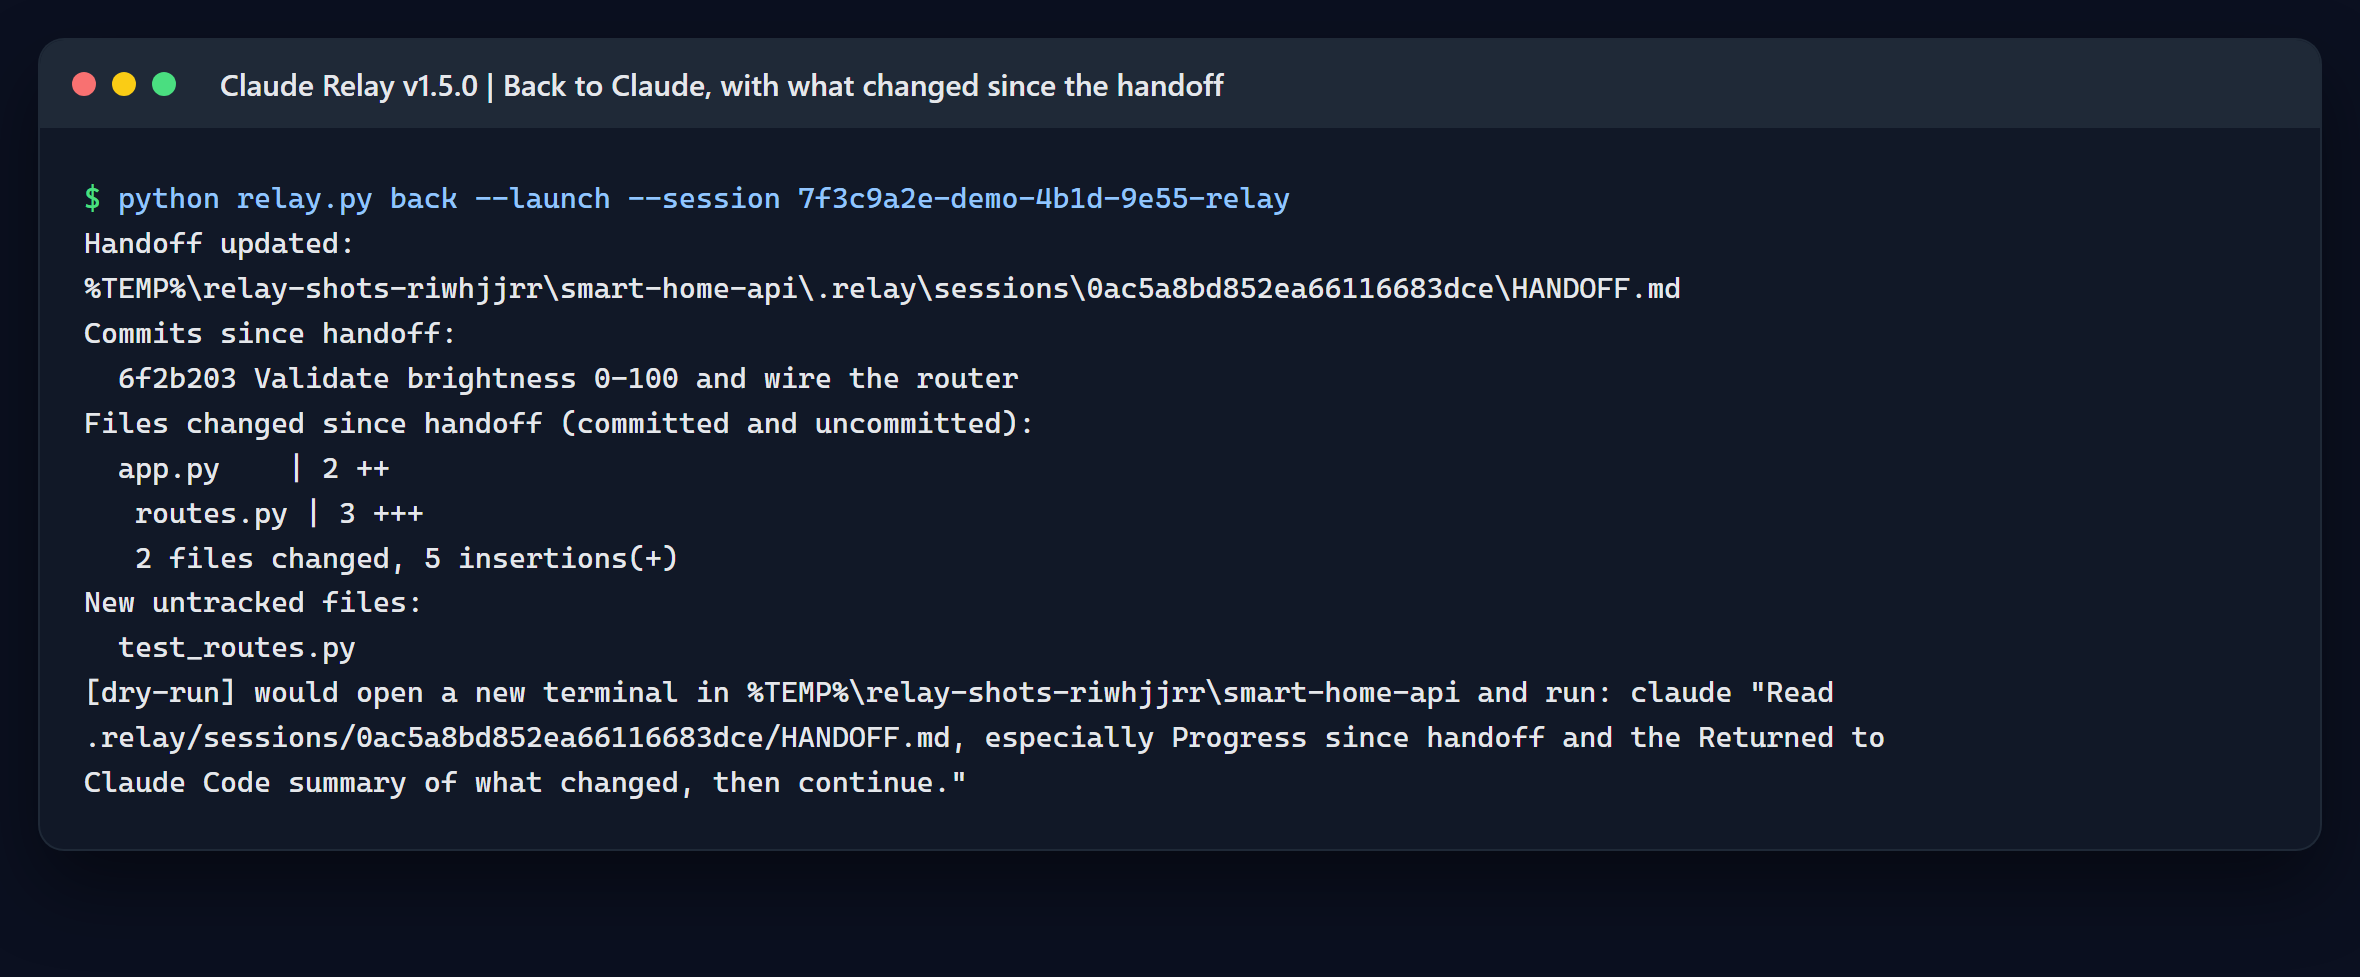 Claude Relay v1.5.0 | Back to Claude, with what changed since the handoff
$ python relay.py back --launch --session 7f3c9a2e-demo-4b1d-9e55-relay
Handoff updated:
%TEMP%\relay-shots-riwhjjrr\smart-home-api\.relay\sessions\0ac5a8bd852ea66116683dce\HANDOFF.md
Commits since handoff:
  6f2b203 Validate brightness 0-100 and wire the router
Files changed since handoff (committed and uncommitted):
  app.py    | 2 ++
   routes.py | 3 +++
   2 files changed, 5 insertions(+)
New untracked files:
  test_routes.py
[dry-run] would open a new terminal in %TEMP%\relay-shots-riwhjjrr\smart-home-api and run: claude "Read
.relay/sessions/0ac5a8bd852ea66116683dce/HANDOFF.md, especially Progress since handoff and the Returned to
Claude Code summary of what changed, then continue."